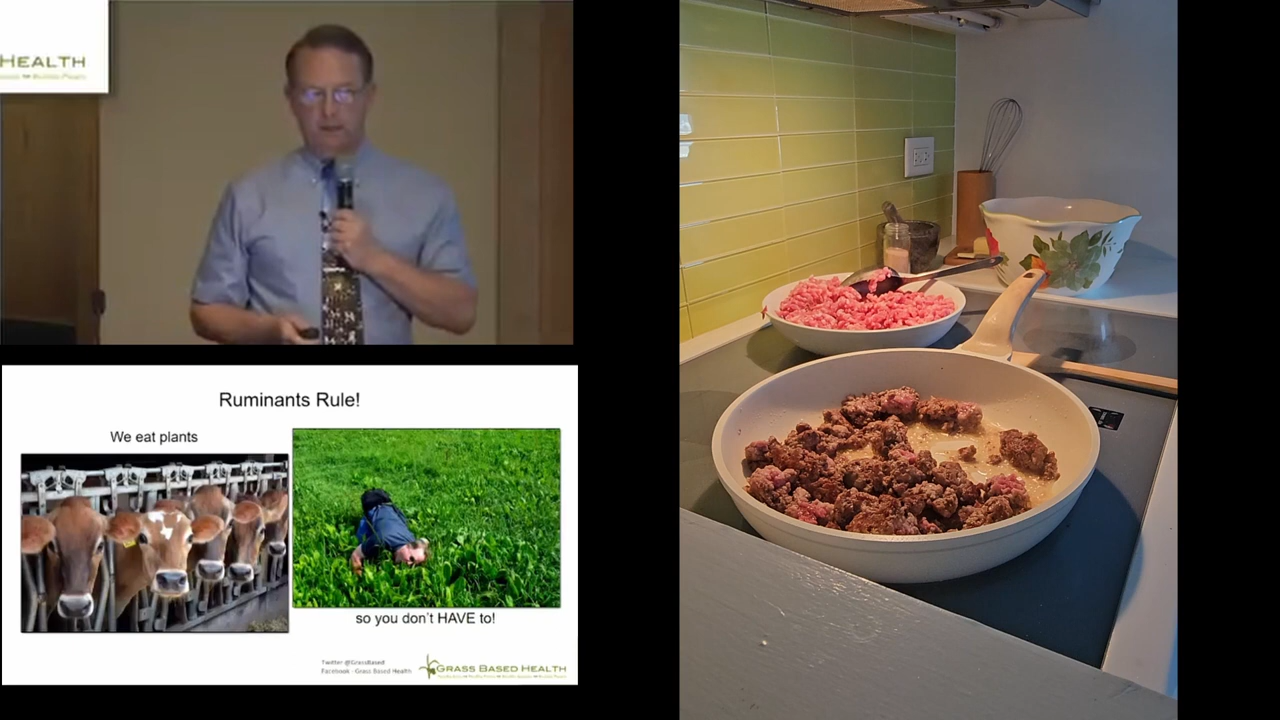 HEALTH
Ruminants Rule!
We eat plants
so you don't HAVE to!
Twitter @GrassBased
Facebook - Grass Based Health
GRASS BASED HEALTH